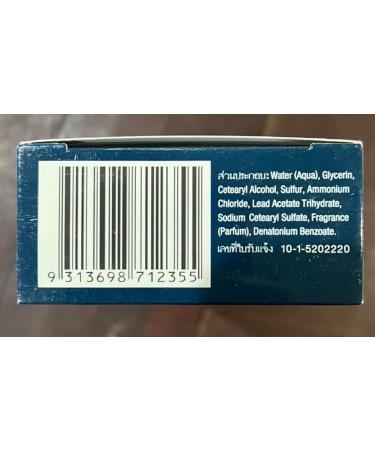 ส่วนประกอบ: Water (Aqua), Glycerin,
Cetearyl Alcohol, Sulfur, Ammonium
Chloride, Lead Acetate Trihydrate,
Sodium Cetearyl Sulfate, Fragrance
(Parfum), Denatonium Benzoate.
เลขที่ใบรับแจ้ง 10-1-5202220
9 313698 712355